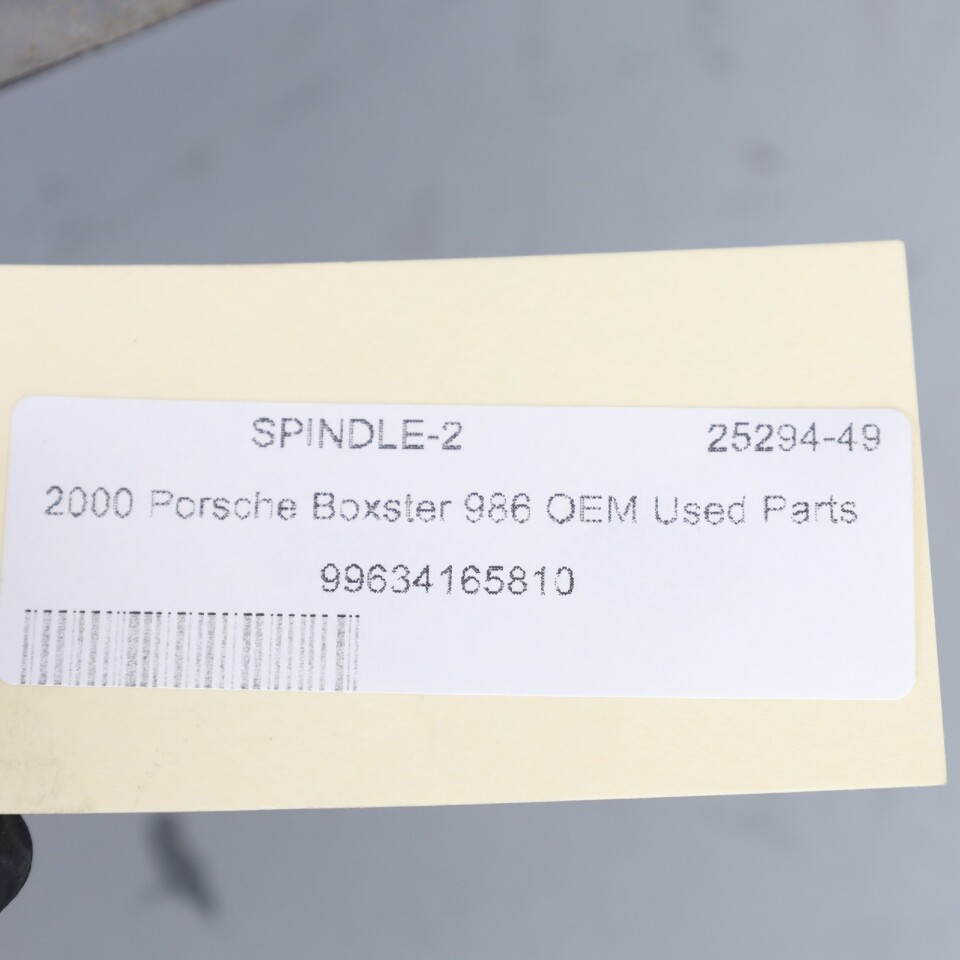 SPINDLE-2 25294-49
2000 Porsche Boxster 986 OEM Used Parts
99634165810